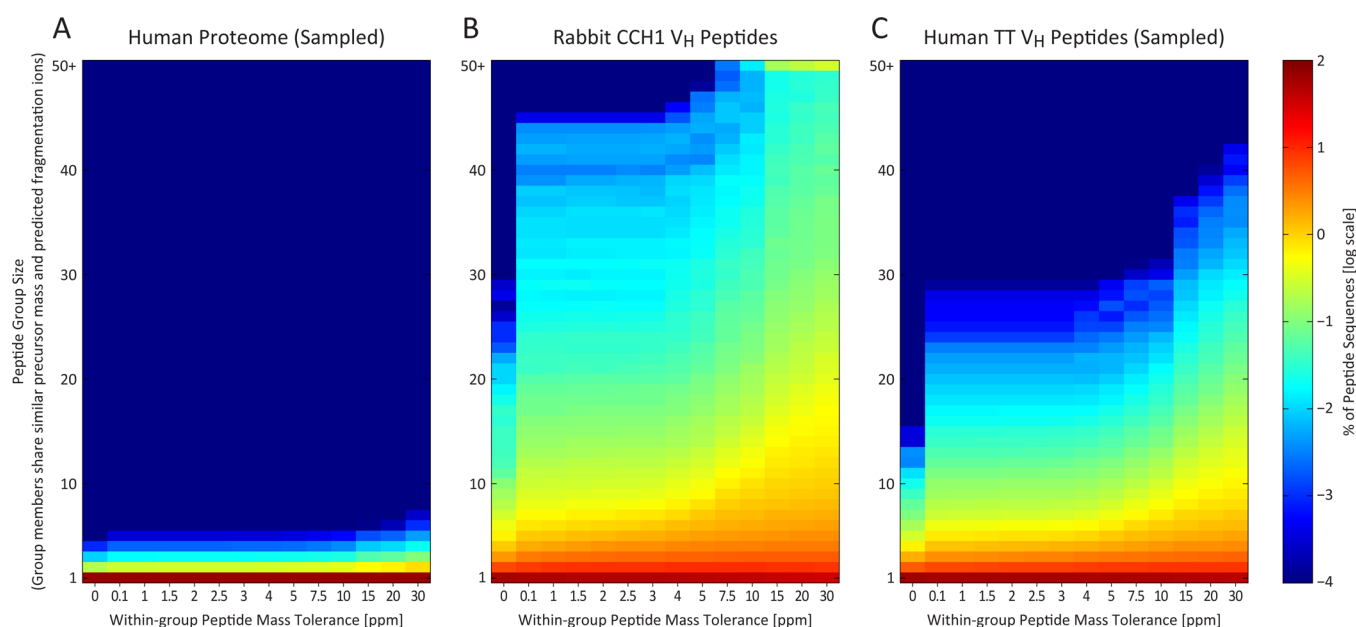 A
Human Proteome (Sampled)
B
Rabbit CCH1 VH Peptides
C
Human TT VH Peptides (Sampled)
Peptide Group Size
(Group members share similar precursor mass and predicted fragmentation ions)
50+
40
30
20
10
1
0 0.1 1 1.5 2 2.5 3 4 5 7.5 10 15 20 30
Within-group Peptide Mass Tolerance [ppm]
50+
40
30
20
10
1
0 0.1 1 1.5 2 2.5 3 4 5 7.5 10 15 20 30
Within-group Peptide Mass Tolerance [ppm]
50+
40
30
20
10
1
0 0.1 1 1.5 2 2.5 3 4 5 7.5 10 15 20 30
Within-group Peptide Mass Tolerance [ppm]
2
1
0
−1
−2
−3
−4
% of Peptide Sequences [log scale]